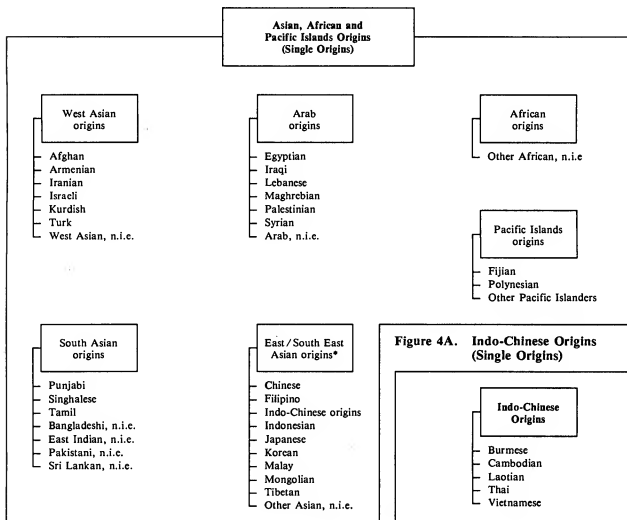 Asian, African and
Pacific Islands Origins
(Single Origins)
West Asian
origins
Afghan
Armenian
Iranian
Israeli
Kurdish
Turk
West Asian, n.i.e.
Arab
origins
Egyptian
Iraqi
Lebanese
Maghrebian
Palestinian
Syrian
Arab, n.i.e.
African
origins
Other African, n.i.e
Pacific Islands
origins
Fijian
Polynesian
Other Pacific Islanders
South Asian
origins
Punjabi
Singhalese
Tamil
Bangladeshi, n.i.e.
East Indian, n.i.e.
Pakistani, n.i.e.
Sri Lankan, n.i.e.
East/South East
Asian origins*
Chinese
Filipino
Indo-Chinese origins
Indonesian
Japanese
Korean
Malay
Mongolian
Tibetan
Other Asian, n.i.e.
Figure 4A. Indo-Chinese Origins
(Single Origins)
Indo-Chinese
Origins
Burmese
Cambodian
Laotian
Thai
Vietnamese